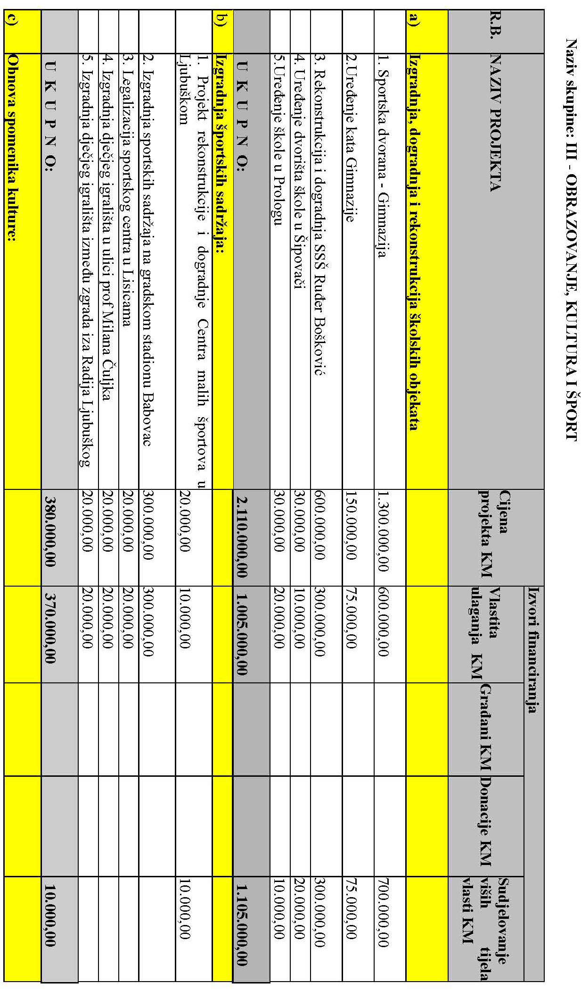 Naziv skupine: III - OBRAZOVANJE, KULTURA I ŠPORT
R.B. NAZIV PROJEKTA Cijena projekta KM Izvori financiranja
Vlastita ulaganja KM Građani KM Donacije KM Sudjelovanje viših tijela vlasti KM
a) Izgradnja, dogradnja i rekonstrukcija školskih objekata
1. Sportska dvorana - Gimnazija 1.300.000,00 600.000,00 700.000,00
2.Uređenje kata Gimnazije 150.000,00 75.000,00 75.000,00
3. Rekonstrukcija i dogradnja SSŠ Ruđer Bošković 600.000,00 300.000,00 300.000,00
4. Uređenje dvorišta škole u Šipovači 30.000,00 10.000,00 20.000,00
5.Uređenje škole u Prologu 30.000,00 20.000,00 10.000,00
U K U P N O: 2.110.000,00 1.005.000,00 1.105.000,00
b) Izgradnja športskih sadržaja:
1. Projekt rekonstrukcije i dogradnje Centra malih športova u
Ljubuškom 20.000,00 10.000,00 10.000,00
2. Izgradnja sportskih sadržaja na gradskom stadionu Babovac 300.000,00 300.000,00
3. Legalizacija sportskog centra u Lisicama 20.000,00 20.000,00
4. Izgradnja dječjeg igrališta u ulici prof Milana Čuljka 20.000,00 20.000,00
5. Izgradnja dječjeg igrališta između zgrada iza Radija Ljubuškog 20.000,00 20.000,00
U K U P N O: 380.000,00 370.000,00 10.000,00
c) Obnova spomenika kulture: